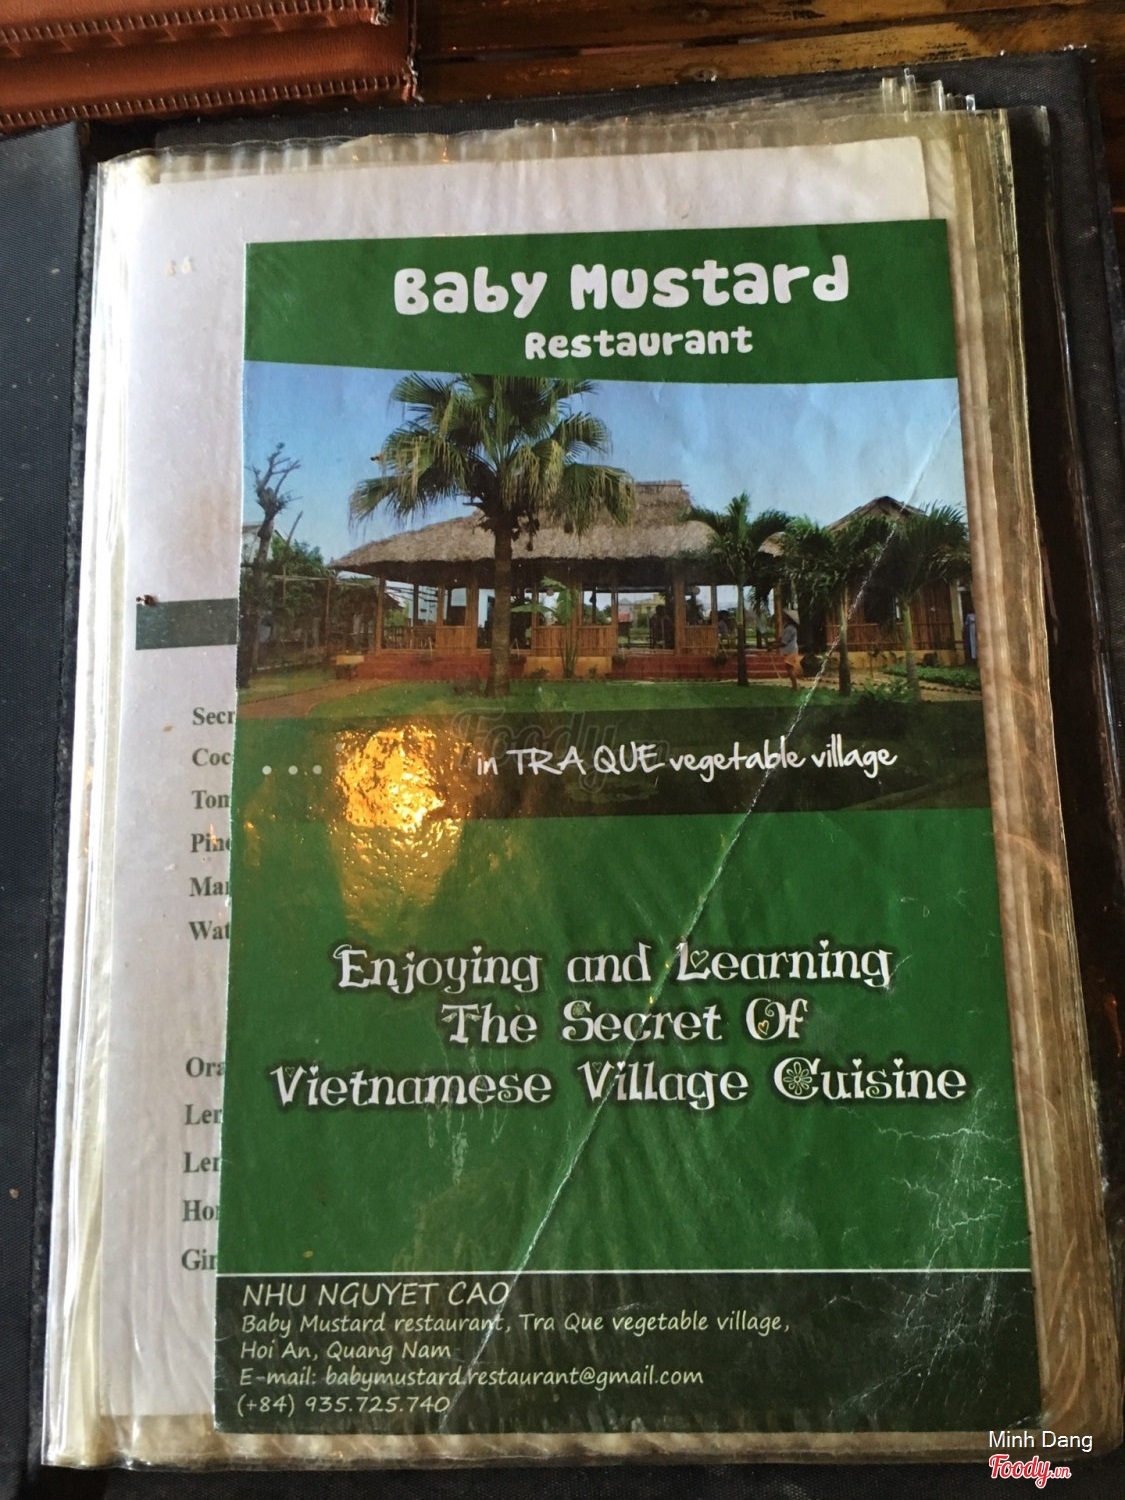 Baby Mustard
Restaurant
... in TRA QUE vegetable village
Enjoying and Learning
The Secret Of
Vietnamese Village Cuisine
NHU NGUYET CAO
Baby Mustard restaurant, Tra Que vegetable village,
Hoi An, Quang Nam
E-mail: babymustard.restaurant@gmail.com
(+84) 935.725.740
Foody.vn
Minh Dang
Foody.vn